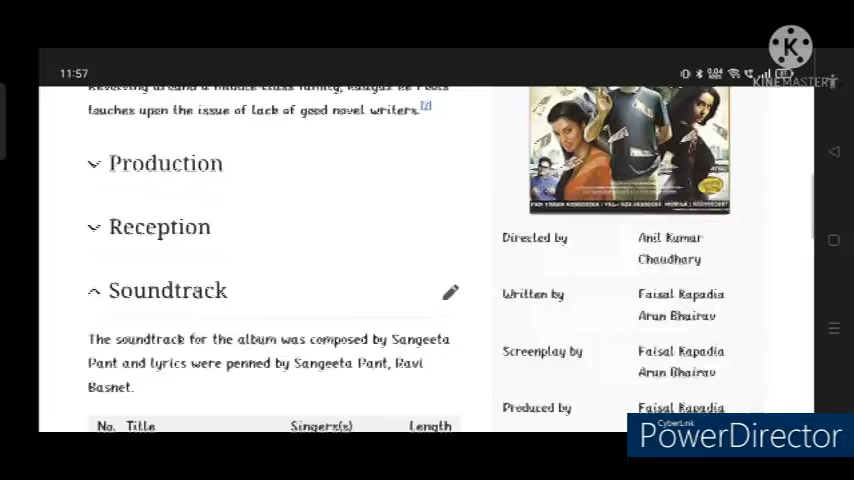 11:57
KINEMASTER
touches upon the issue of lack of good novel writers.[2]
Production
Reception
Soundtrack
The soundtrack for the album was composed by Sangeeta
Pant and lyrics were penned by Sangeeta Pant, Ravi
Basnet.
No. Title Singers(s) Length
Directed by Anil Kumar
Chaudhary
Written by Faisal Kapadia
Arun Bhairav
Screenplay by Faisal Kapadia
Arun Bhairav
Produced by Faisal Kapadia
CyberLink
PowerDirector